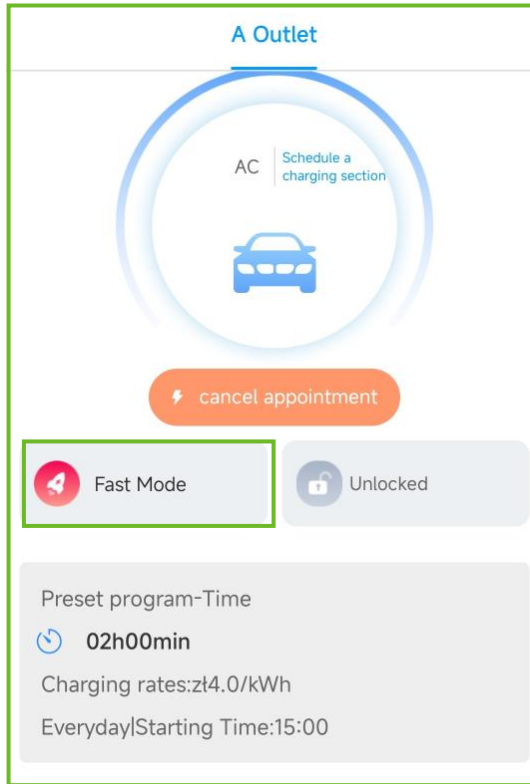 A Outlet
AC
Schedule a
charging section
cancel appointment
Fast Mode
Unlocked
Preset program-Time
02h00min
Charging rates:zł4.0/kWh
Everyday|Starting Time:15:00